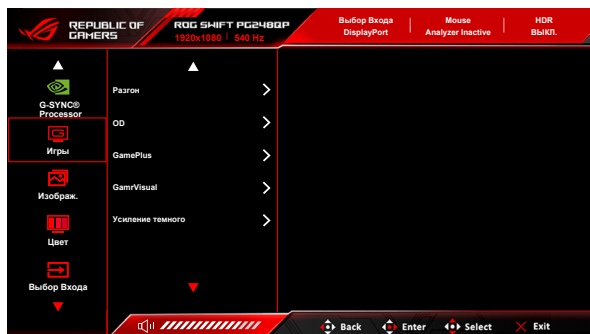 REPUBLIC OF
GAMERS
ROG SWIFT PG248QP
1920x1080 | 540 Hz
Выбор Входа
DisplayPort
Mouse
Analyzer Inactive
HDR
ВЫКЛ.
G-SYNC®
Processor
Игры
Изображ.
Цвет
Выбор Входа
Разгон
OD
GamePlus
GamrVisual
Усиление темного
Back
Enter
Select
Exit